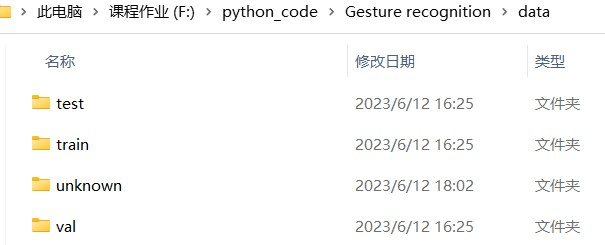 此电脑 > 课程作业 (F:) > python_code > Gesture recognition > data
名称 修改日期 类型
test 2023/6/12 16:25 文件夹
train 2023/6/12 16:25 文件夹
unknown 2023/6/12 18:02 文件夹
val 2023/6/12 16:25 文件夹